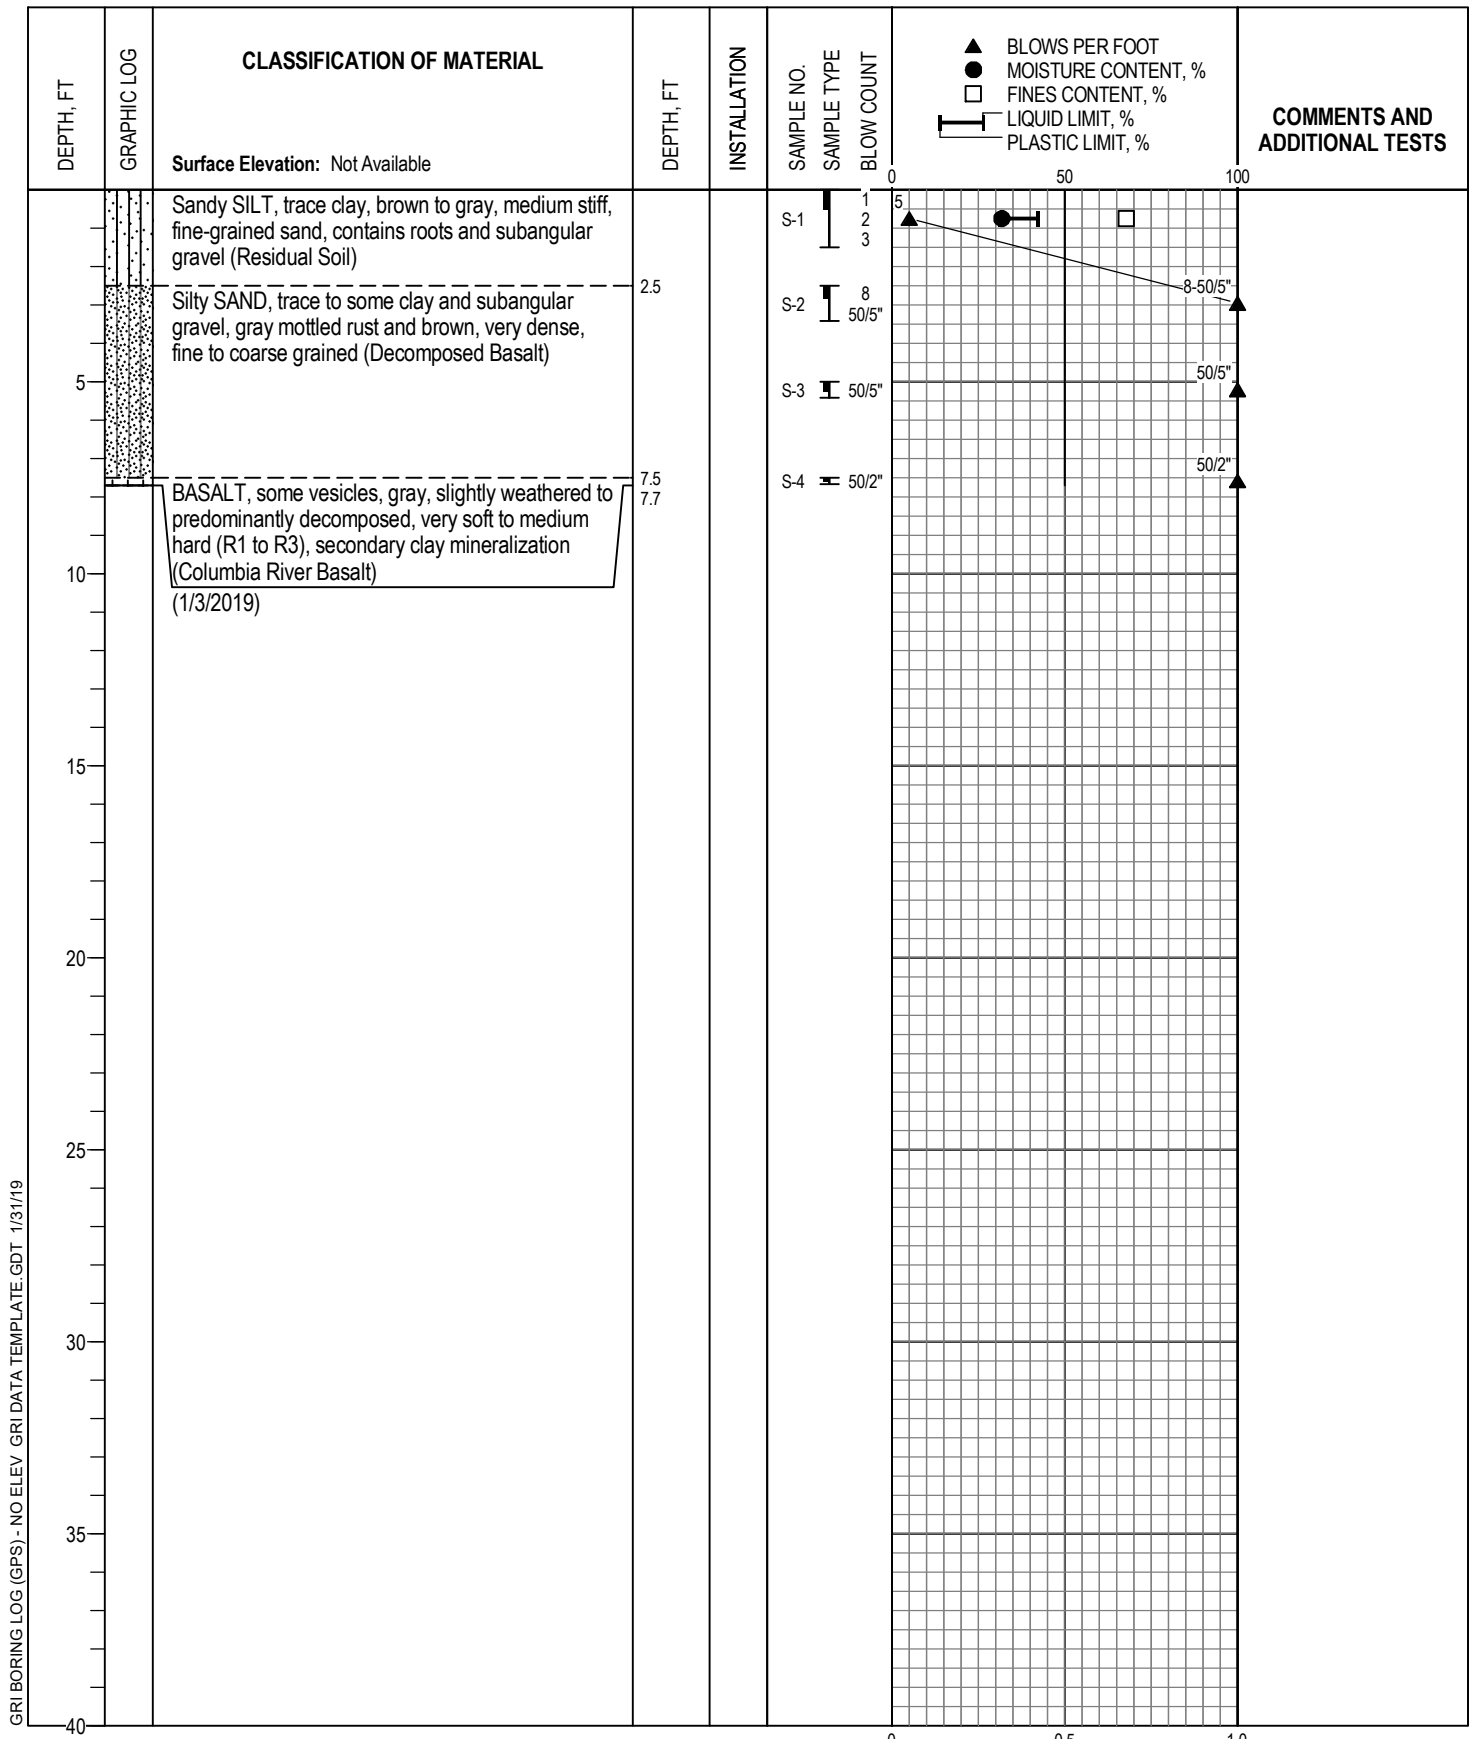 DEPTH, FT
GRAPHIC LOG
CLASSIFICATION OF MATERIAL
Surface Elevation: Not Available
DEPTH, FT
INSTALLATION
SAMPLE NO.
SAMPLE TYPE
BLOW COUNT
BLOWS PER FOOT
MOISTURE CONTENT, %
FINES CONTENT, %
LIQUID LIMIT, %
PLASTIC LIMIT, %
0 50 100
COMMENTS AND
ADDITIONAL TESTS
Sandy SILT, trace clay, brown to gray, medium stiff,
fine-grained sand, contains roots and subangular
gravel (Residual Soil)
S-1
1
2
3
5
2.5
Silty SAND, trace to some clay and subangular
gravel, gray mottled rust and brown, very dense,
fine to coarse grained (Decomposed Basalt)
S-2
8
50/5"
8-50/5"
5
S-3 50/5"
50/5"
7.5
7.7
BASALT, some vesicles, gray, slightly weathered to
predominantly decomposed, very soft to medium
hard (R1 to R3), secondary clay mineralization
(Columbia River Basalt)
S-4 50/2"
50/2"
10
(1/3/2019)
15
20
25
30
35
40
0 0.5 1.0
GRI BORING LOG (GPS) - NO ELEV GRI DATA TEMPLATE.GDT 1/31/19